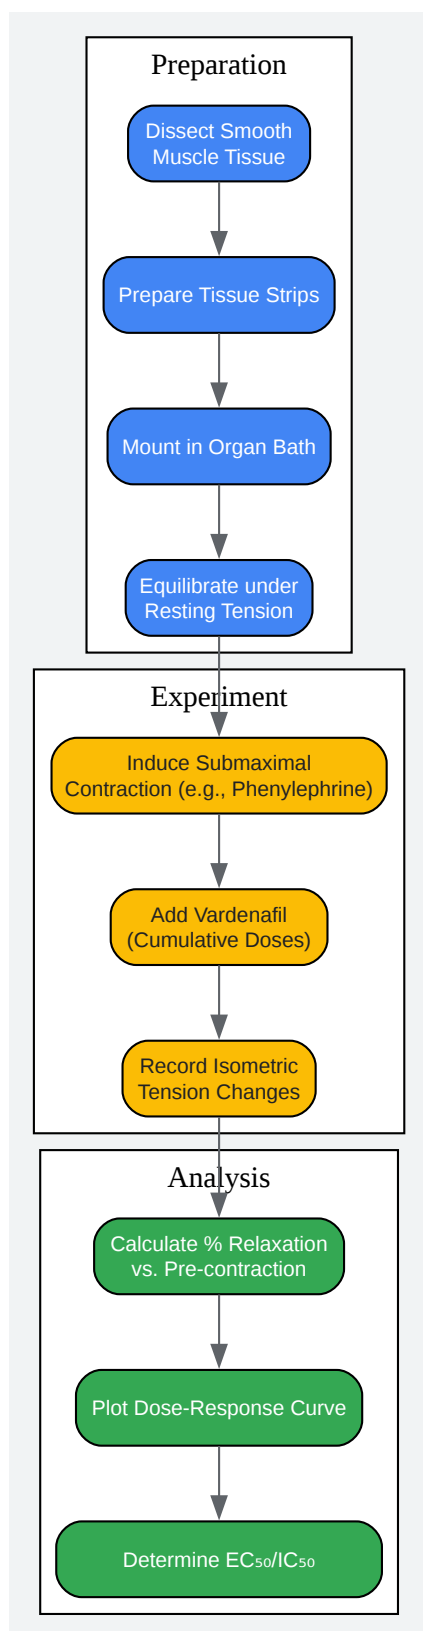 Preparation
Dissect Smooth
Muscle Tissue
Prepare Tissue Strips
Mount in Organ Bath
Equilibrate under
Resting Tension
Experiment
Induce Submaximal
Contraction (e.g., Phenylephrine)
Add Vardenafil
(Cumulative Doses)
Record Isometric
Tension Changes
Analysis
Calculate % Relaxation
vs. Pre-contraction
Plot Dose-Response Curve
Determine EC₅₀/IC₅₀